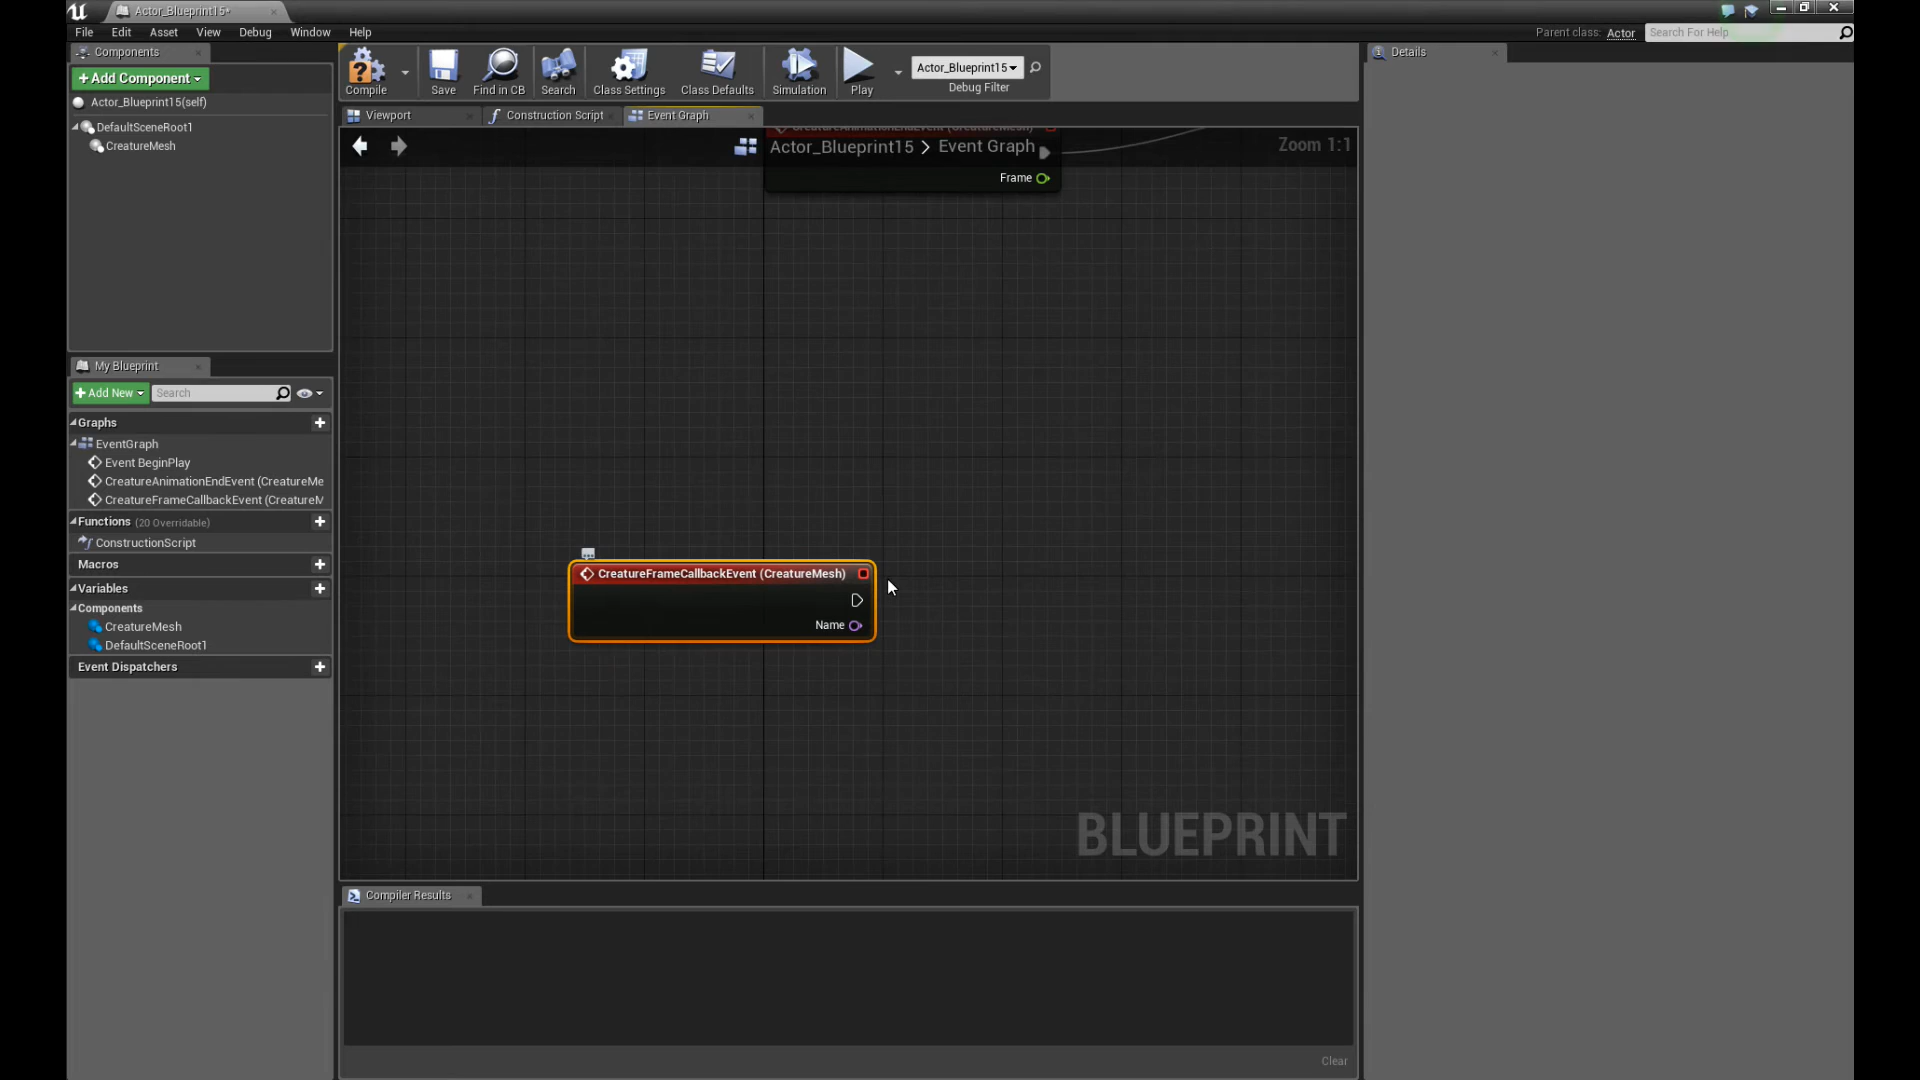 Actor_Blueprint15*
File Edit Asset View Debug Window Help
Parent class: Actor
Search For Help
Components
+Add Component
Actor_Blueprint15(self)
DefaultSceneRoot1
CreatureMesh
Compile
Save
Find in CB
Search
Class Settings
Class Defaults
Simulation
Play
Actor_Blueprint15
Debug Filter
Details
Viewport
Construction Script
Event Graph
CreatureAnimationEndEvent (CreatureMesh)
Actor_Blueprint15 > Event Graph
Zoom 1:1
Frame
My Blueprint
+Add New
Search
Graphs
EventGraph
Event BeginPlay
CreatureAnimationEndEvent (CreatureMe
CreatureFrameCallbackEvent (CreatureM
Functions (20 Overridable)
ConstructionScript
Macros
Variables
Components
CreatureMesh
DefaultSceneRoot1
Event Dispatchers
CreatureFrameCallbackEvent (CreatureMesh)
Name
BLUEPRINT
Compiler Results
Clear